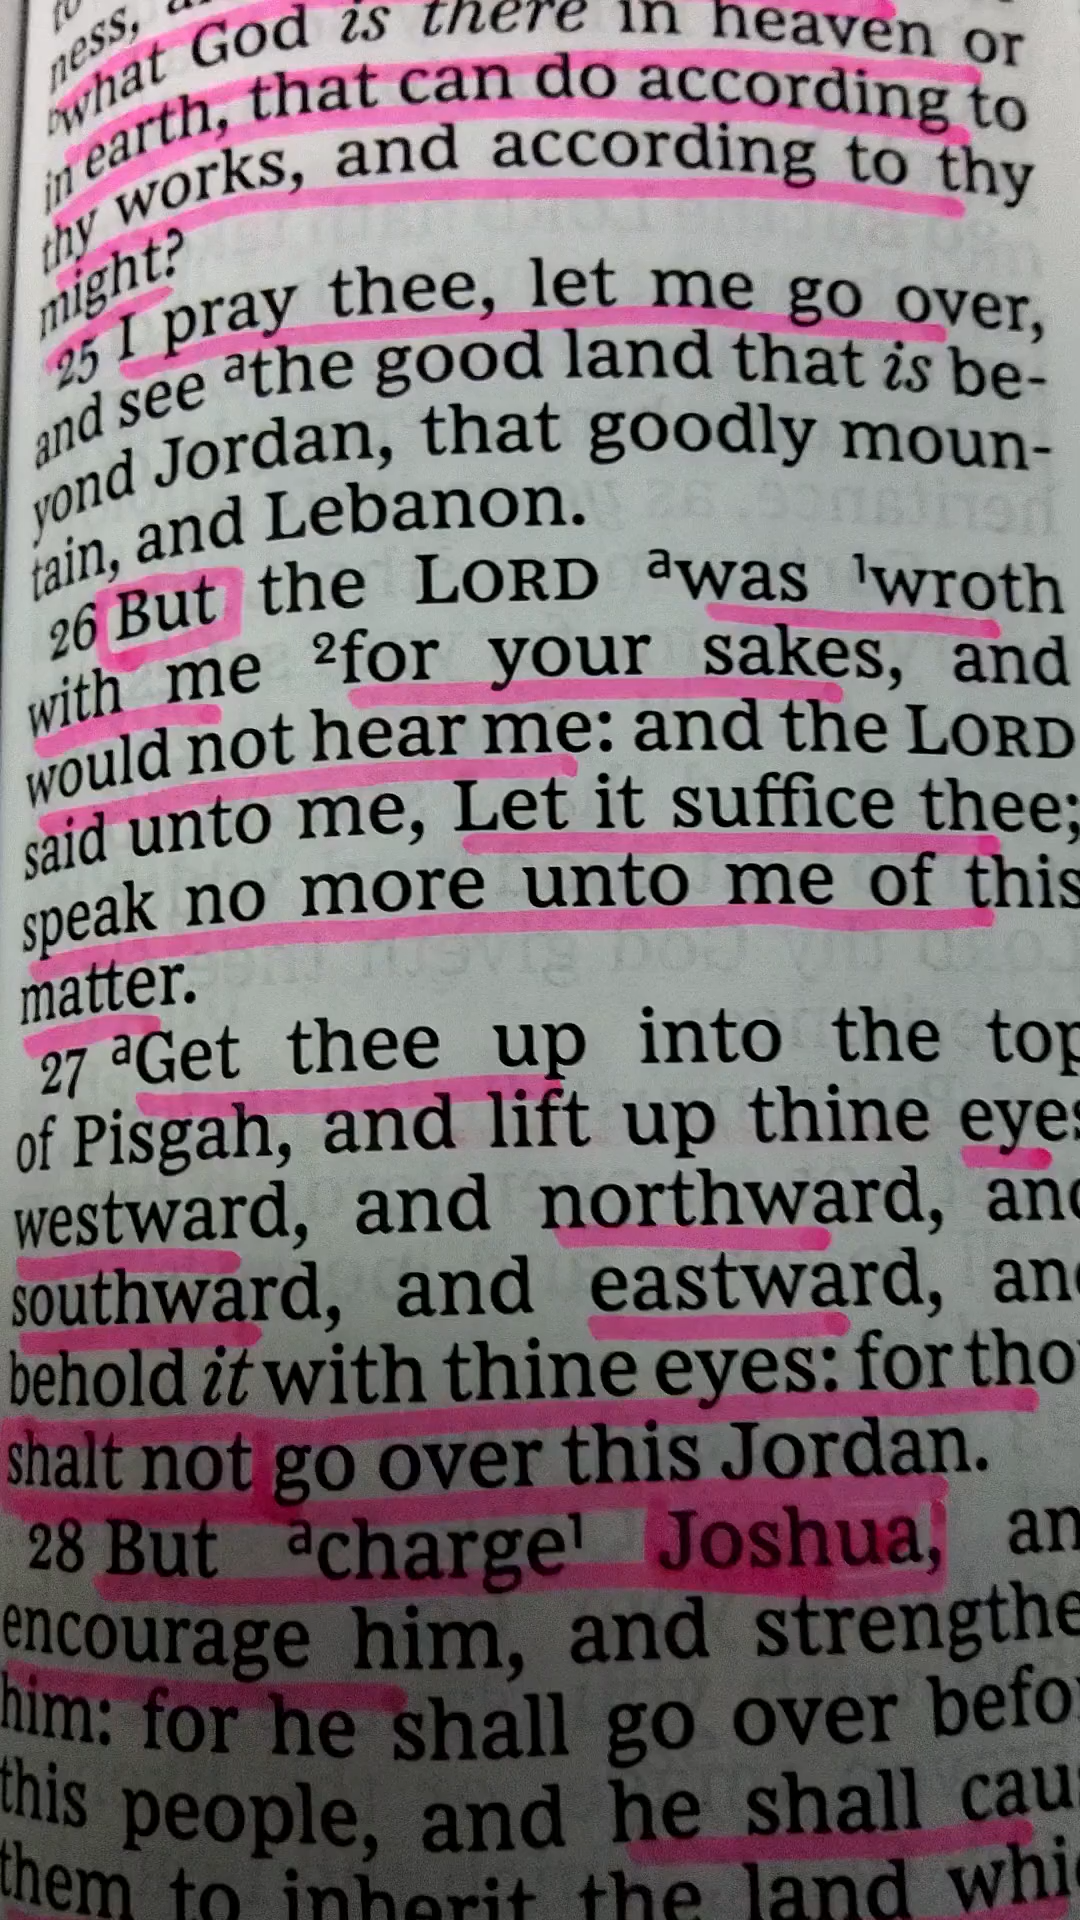 to
ness,
bwhat God is there in heaven or
in earth, that can do according to
thy works, and according to thy
might?
25 I pray thee, let me go over,
and see athe good land that is be-
yond Jordan, that goodly moun-
tain, and Lebanon.
26 But the LORD awas 1wroth
with me 2for your sakes, and
would not hear me: and the LORD
said unto me, Let it suffice thee;
speak no more unto me of this
matter.
27 aGet thee up into the top
of Pisgah, and lift up thine eyes
westward, and northward, and
southward, and eastward, and
behold it with thine eyes: for tho
shalt not go over this Jordan.
28 But acharge1 Joshua, an
encourage him, and strengthe
him: for he shall go over befo
this people, and he shall cau
them to inherit the land whi